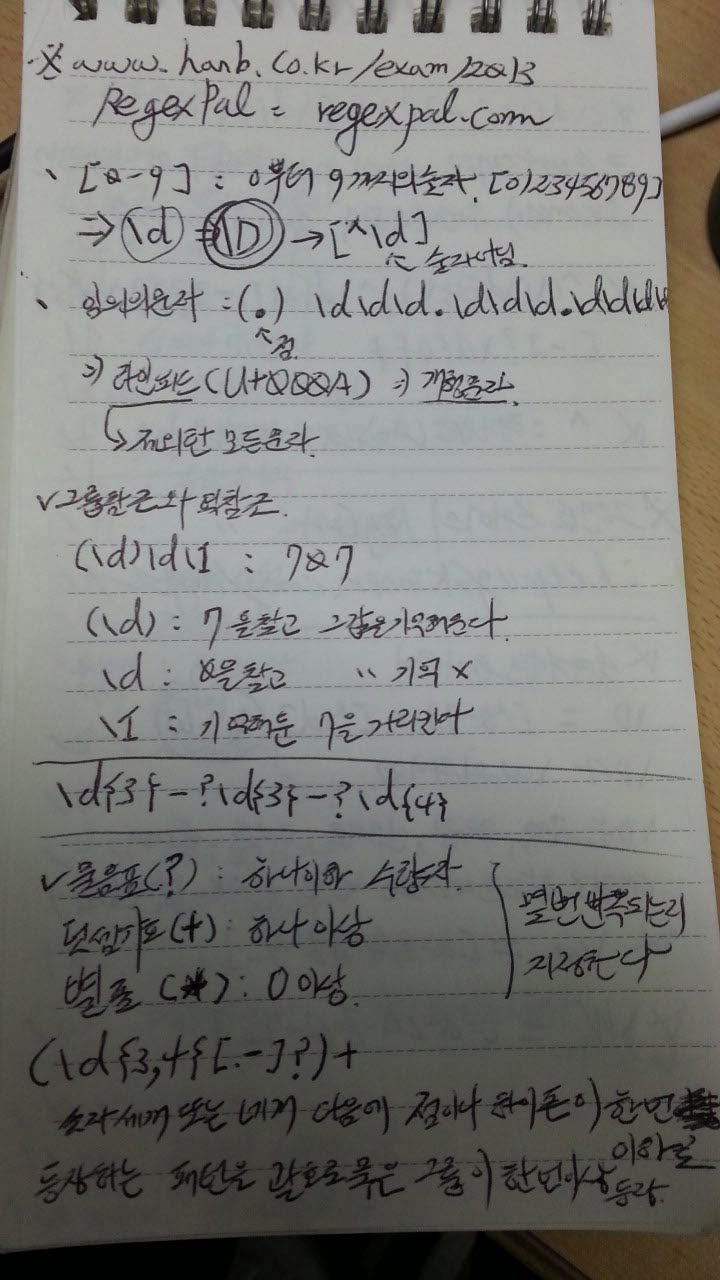 ※ www.hanb.co.kr/exam/2013
RegexPal = regexpal.com
、 [0-9] : 0부터 9까지의 숫자. [0123456789]
⇒ \d = \D → [^\d]
↖ 숫자아님.
、 임의의문자 : (.) \d\d\d.\d\d\d.\d\d\d\
↖점.
⇒ 라인피드 (U+000A) ⇒ 개행문자.
↳ 제외한 모든문자.
✓ 그룹참조와 역참조.
(\d)\d\1 : 707
(\d) : 7을 찾고 그값을 기억해둔다.
\d : 0을 찾고 〃 기억 x
\1 : 기억해둔 7을 가리킨다
\d{3}-?\d{3}-?\d{4}
✓ 물음표(?) : 하나이하 수량자.
덧셈기호(+) : 하나 이상
별표 (*) : 0 이상.
몇번 반복되는지
지정한다
(\d{3,4}[.-]?)+
숫자 세개 또는 네개 다음에 점이나 하이픈이 한번
이하로
등장하는 패턴을 괄호로 묶은 그룹이 한번이상 등장.